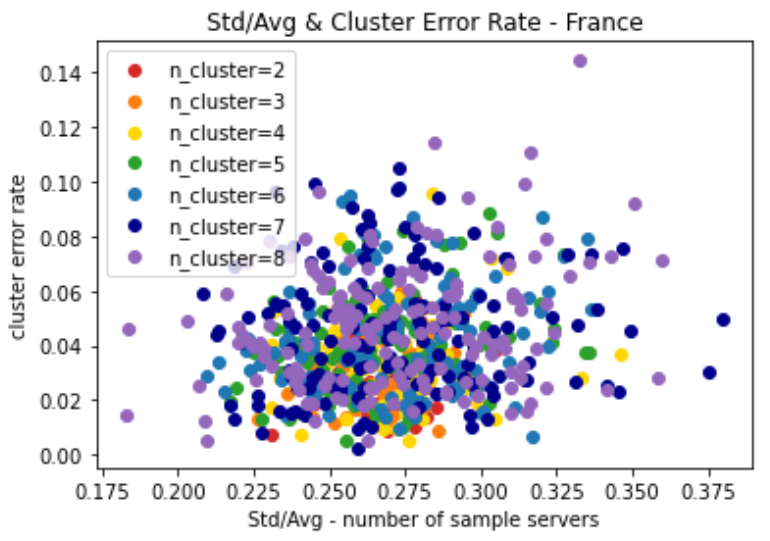 Std/Avg & Cluster Error Rate - France
n_cluster=2
n_cluster=3
n_cluster=4
n_cluster=5
n_cluster=6
n_cluster=7
n_cluster=8
cluster error rate
0.14
0.12
0.10
0.08
0.06
0.04
0.02
0.00
0.175 0.200 0.225 0.250 0.275 0.300 0.325 0.350 0.375
Std/Avg - number of sample servers